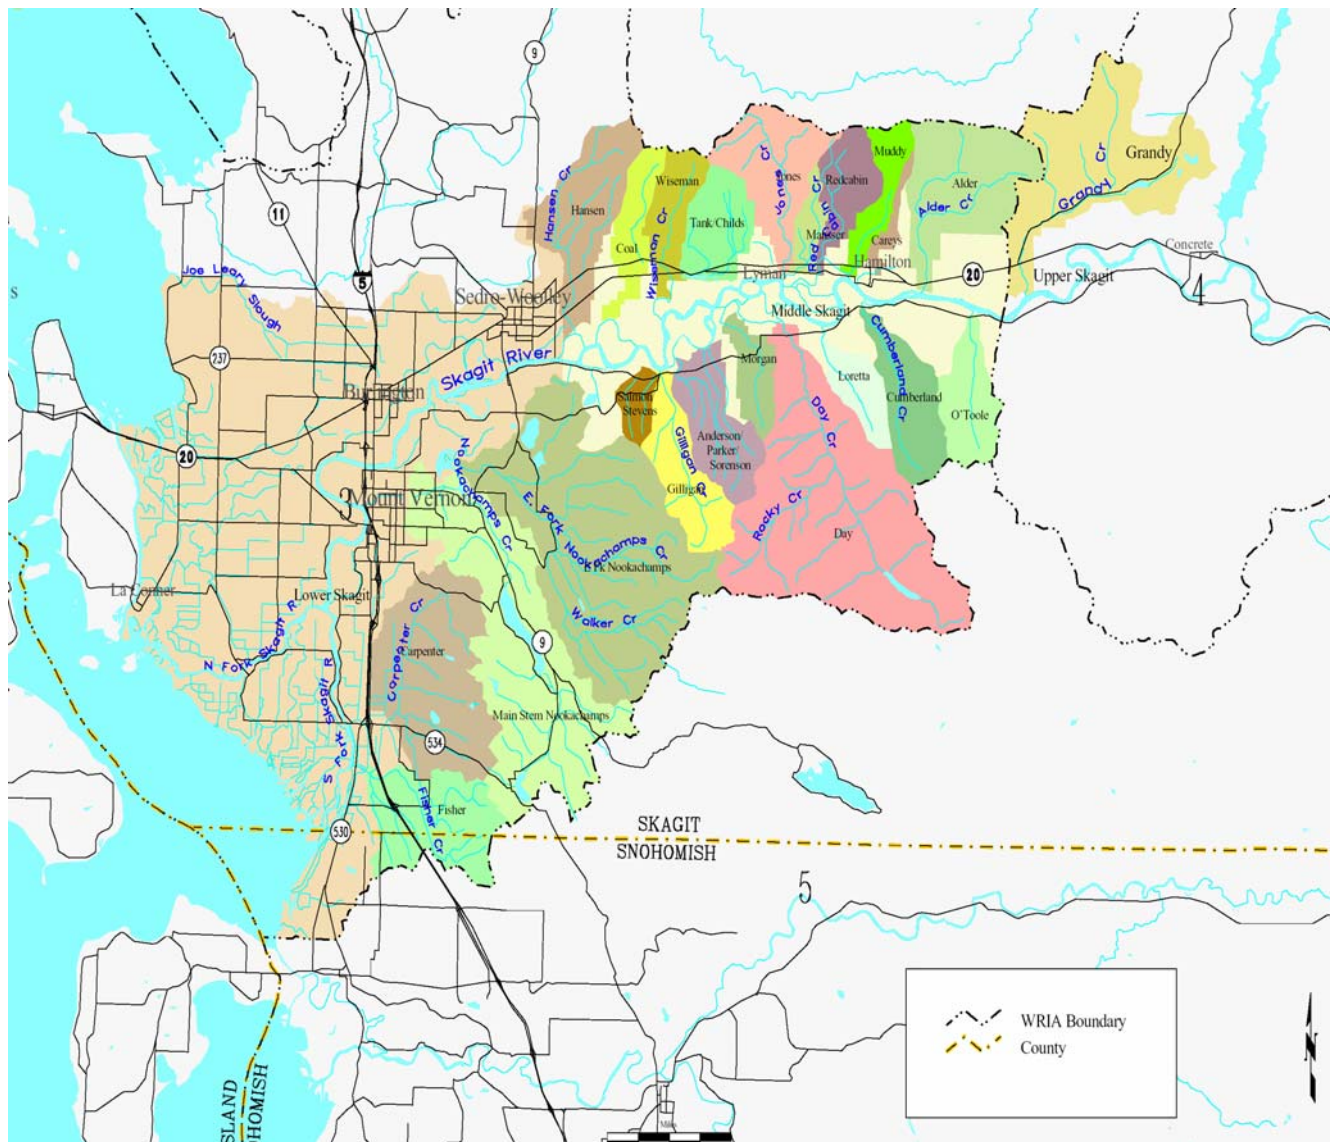 9
Grandy
Grandy Cr
Muddy
Hansen Cr
Wiseman
Jones Cr
Jones
Redcabin
Red Cabin Cr
Alder
Alder Cr
Hansen
11
Tank/Childs
Coal
Wiseman Cr
Careys
Concrete
Hamilton
Joe Leary Slough
5
Lyman
20
Upper Skagit
4
s
Sedro-Woolley
Middle Skagit
237
Skagit River
Cumberland Cr
Morgan
Loretta
Burlington
Salmon
Stevens
Cumberland
O'Toole
Day Cr
Anderson/
Parker/
Sorenson
20
Nookachamps Cr
Gilligan Cr
Gilligan
3
Mount Vernon
E. Fork Nookachamps Cr
Rocky Cr
Day
E Fk Nookachamps
La Conner
Lower Skagit
Carpenter Cr
Walker Cr
N Fork Skagit R
Carpenter
9
S Fork Skagit R
Main Stem Nookachamps
534
Fisher Cr
Fisher
530
SKAGIT
SNOHOMISH
5
WRIA Boundary
County
N
Miles